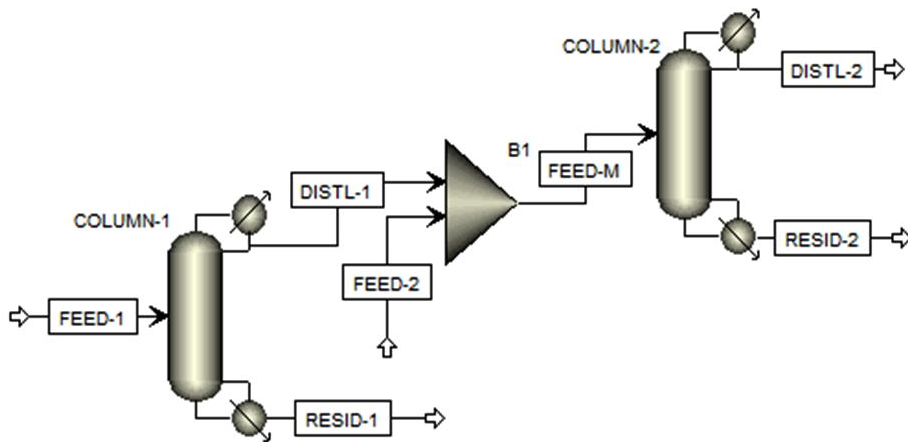 COLUMN-2
DISTL-2
B1
FEED-M
DISTL-1
COLUMN-1
RESID-2
FEED-2
FEED-1
RESID-1